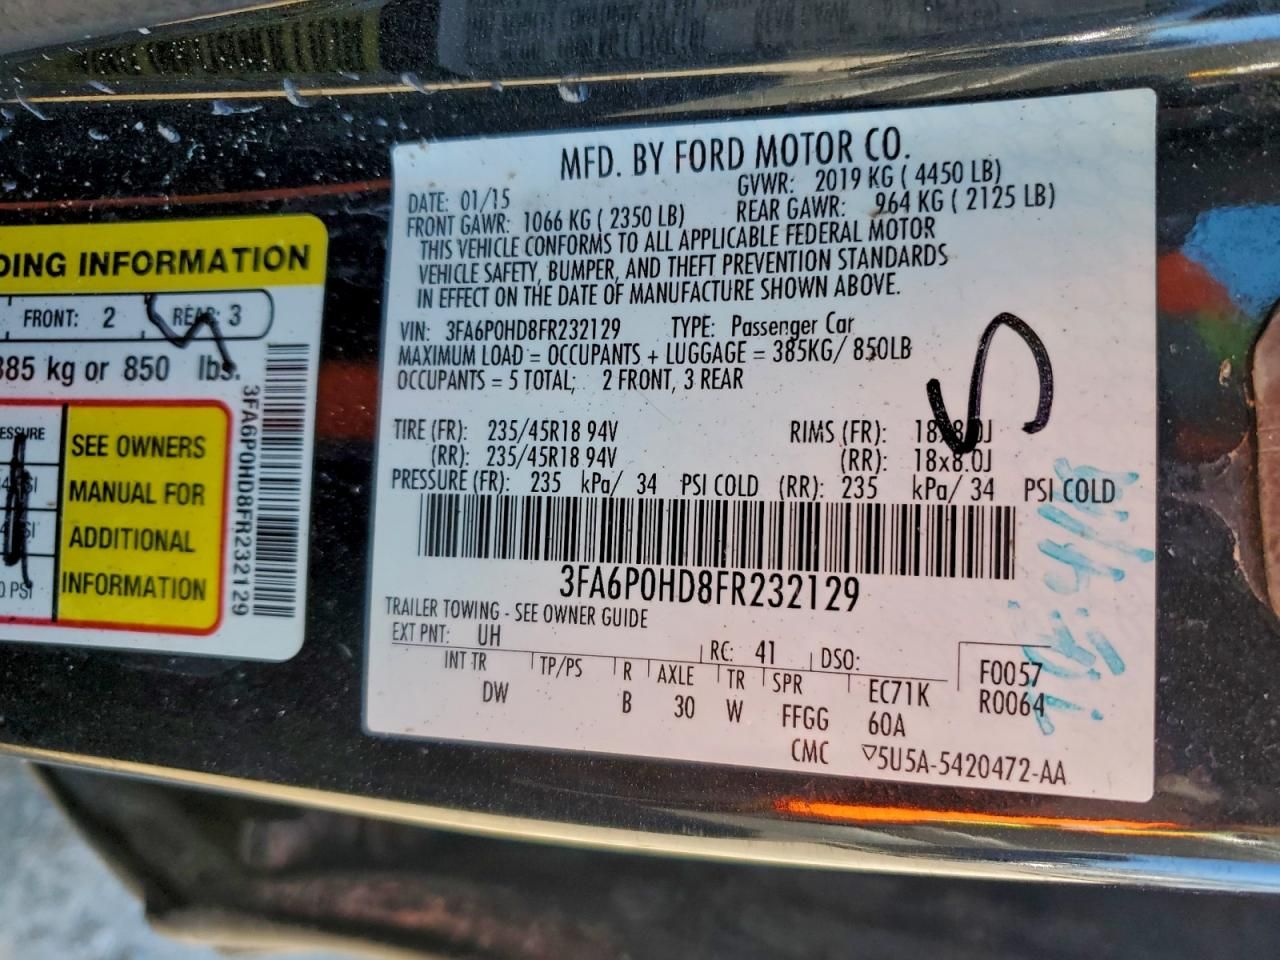 MFD. BY FORD MOTOR CO.
DATE: 01/15 GVWR: 2019 KG ( 4450 LB)
FRONT GAWR: 1066 KG ( 2350 LB) REAR GAWR: 964 KG ( 2125 LB)
THIS VEHICLE CONFORMS TO ALL APPLICABLE FEDERAL MOTOR
VEHICLE SAFETY, BUMPER, AND THEFT PREVENTION STANDARDS
IN EFFECT ON THE DATE OF MANUFACTURE SHOWN ABOVE.
VIN: 3FA6P0HD8FR232129 TYPE: Passenger Car
MAXIMUM LOAD = OCCUPANTS + LUGGAGE = 385KG/ 850LB
OCCUPANTS = 5 TOTAL; 2 FRONT, 3 REAR
TIRE (FR): 235/45R18 94V RIMS (FR): 18x8.0J
(RR): 235/45R18 94V (RR): 18x8.0J
PRESSURE (FR): 235 kPa/ 34 PSI COLD (RR): 235 kPa/ 34 PSI COLD
3FA6P0HD8FR232129
TRAILER TOWING - SEE OWNER GUIDE
EXT PNT: UH RC: 41 DSO:
INT TR TP/PS R AXLE TR SPR EC71K F0057
DW B 30 W FFGG 60A R0064
CMC ▽5U5A-5420472-AA
DING INFORMATION
FRONT: 2 REAR: 3
385 kg or 850 lbs.
ESSURE
SEE OWNERS
MANUAL FOR
ADDITIONAL
INFORMATION
0 PSI
3FA6P0HD8FR232129